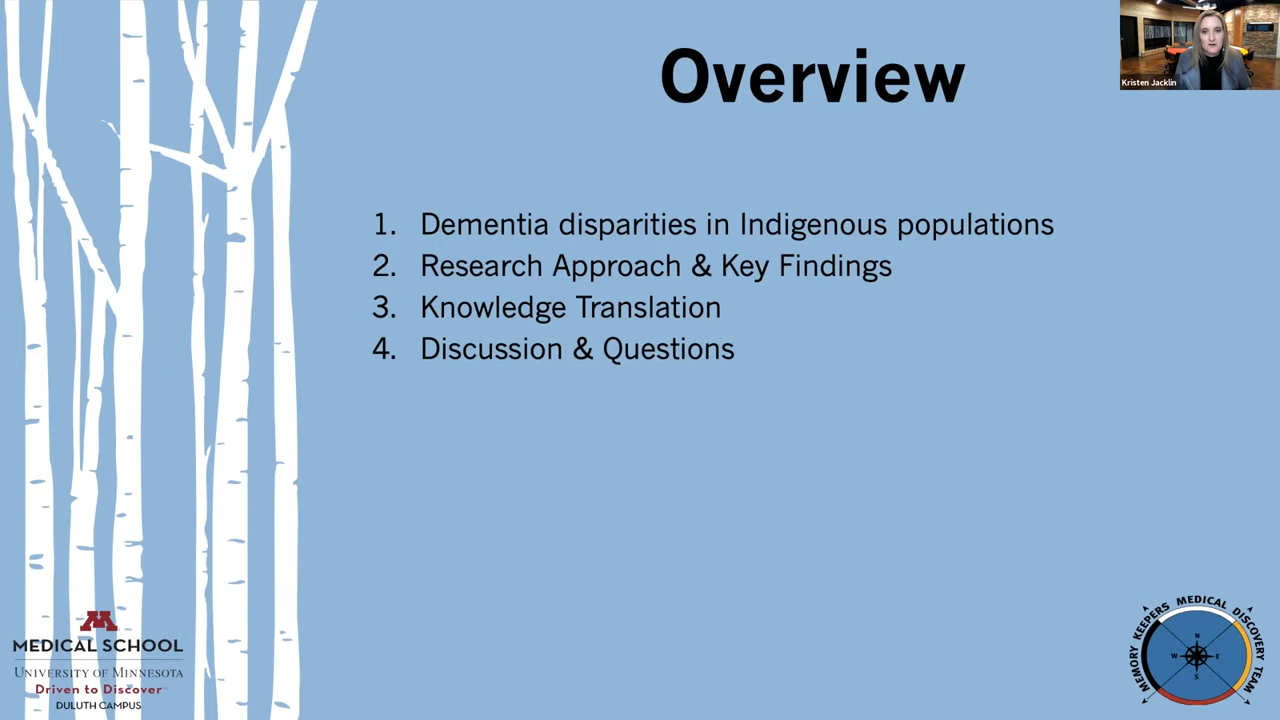 Overview
Kristen Jacklin
1. Dementia disparities in Indigenous populations
2. Research Approach & Key Findings
3. Knowledge Translation
4. Discussion & Questions
M
MEDICAL SCHOOL
UNIVERSITY OF MINNESOTA
Driven to Discover
DULUTH CAMPUS
MEMORY KEEPERS MEDICAL DISCOVERY TEAM
N
W E
S